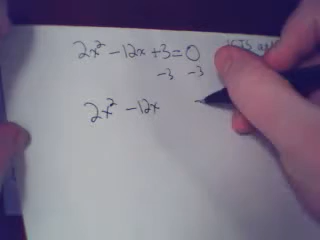 2x² - 12x + 3 = 0
-3 -3
2x² - 12x